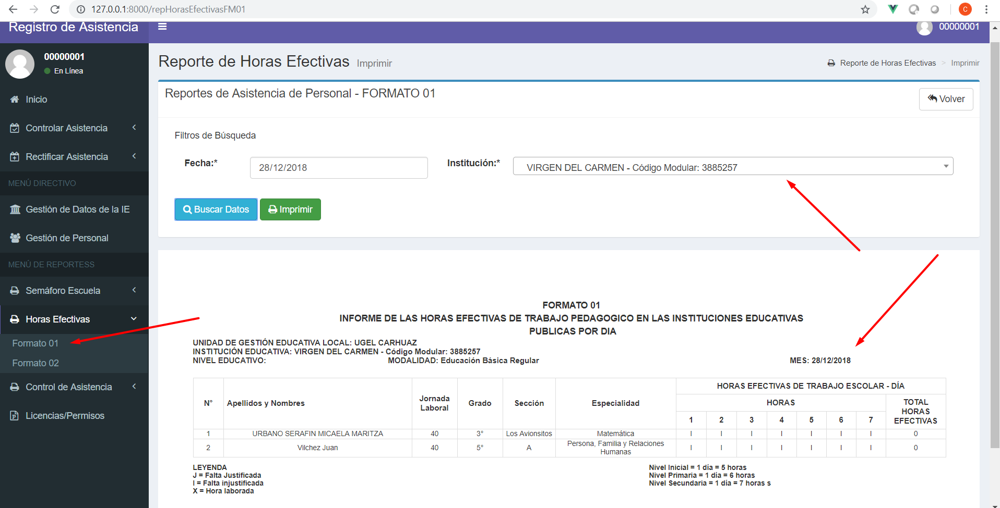 127.0.0.1:8000/repHorasEfectivasFM01
C
Registro de Asistencia
00000001
00000001
En Línea
Inicio
Controlar Asistencia
Rectificar Asistencia
MENÚ DIRECTIVO
Gestión de Datos de la IE
Gestión de Personal
MENÚ DE REPORTESS
Semáforo Escuela
Horas Efectivas
Formato 01
Formato 02
Control de Asistencia
Licencias/Permisos
Reporte de Horas Efectivas Imprimir
Reporte de Horas Efectivas > Imprimir
Reportes de Asistencia de Personal - FORMATO 01
Volver
Filtros de Búsqueda
Fecha:* 28/12/2018 Institución:* VIRGEN DEL CARMEN - Código Modular: 3885257
Buscar Datos Imprimir
FORMATO 01
INFORME DE LAS HORAS EFECTIVAS DE TRABAJO PEDAGOGICO EN LAS INSTITUCIONES EDUCATIVAS
PUBLICAS POR DIA
UNIDAD DE GESTIÓN EDUCATIVA LOCAL: UGEL CARHUAZ
INSTITUCIÓN EDUCATIVA: VIRGEN DEL CARMEN - Código Modular: 3885257
NIVEL EDUCATIVO: MODALIDAD: Educación Básica Regular MES: 28/12/2018
HORAS EFECTIVAS DE TRABAJO ESCOLAR - DÍA
N° Apellidos y Nombres Jornada Laboral Grado Sección Especialidad HORAS TOTAL HORAS EFECTIVAS
1 2 3 4 5 6 7
1 URBANO SERAFIN MICAELA MARITZA 40 3° Los Avionsitos Matemática I I I I I I I 0
2 Vilchez Juan 40 5° A Persona, Familia y Relaciones Humanas I I I I I I I 0
LEYENDA
J = Falta Justificada
I = Falta injustificada
X = Hora laborada
Nivel Inicial = 1 día = 5 horas
Nivel Primaria = 1 día = 6 horas
Nivel Secundaria = 1 día = 7 horas s